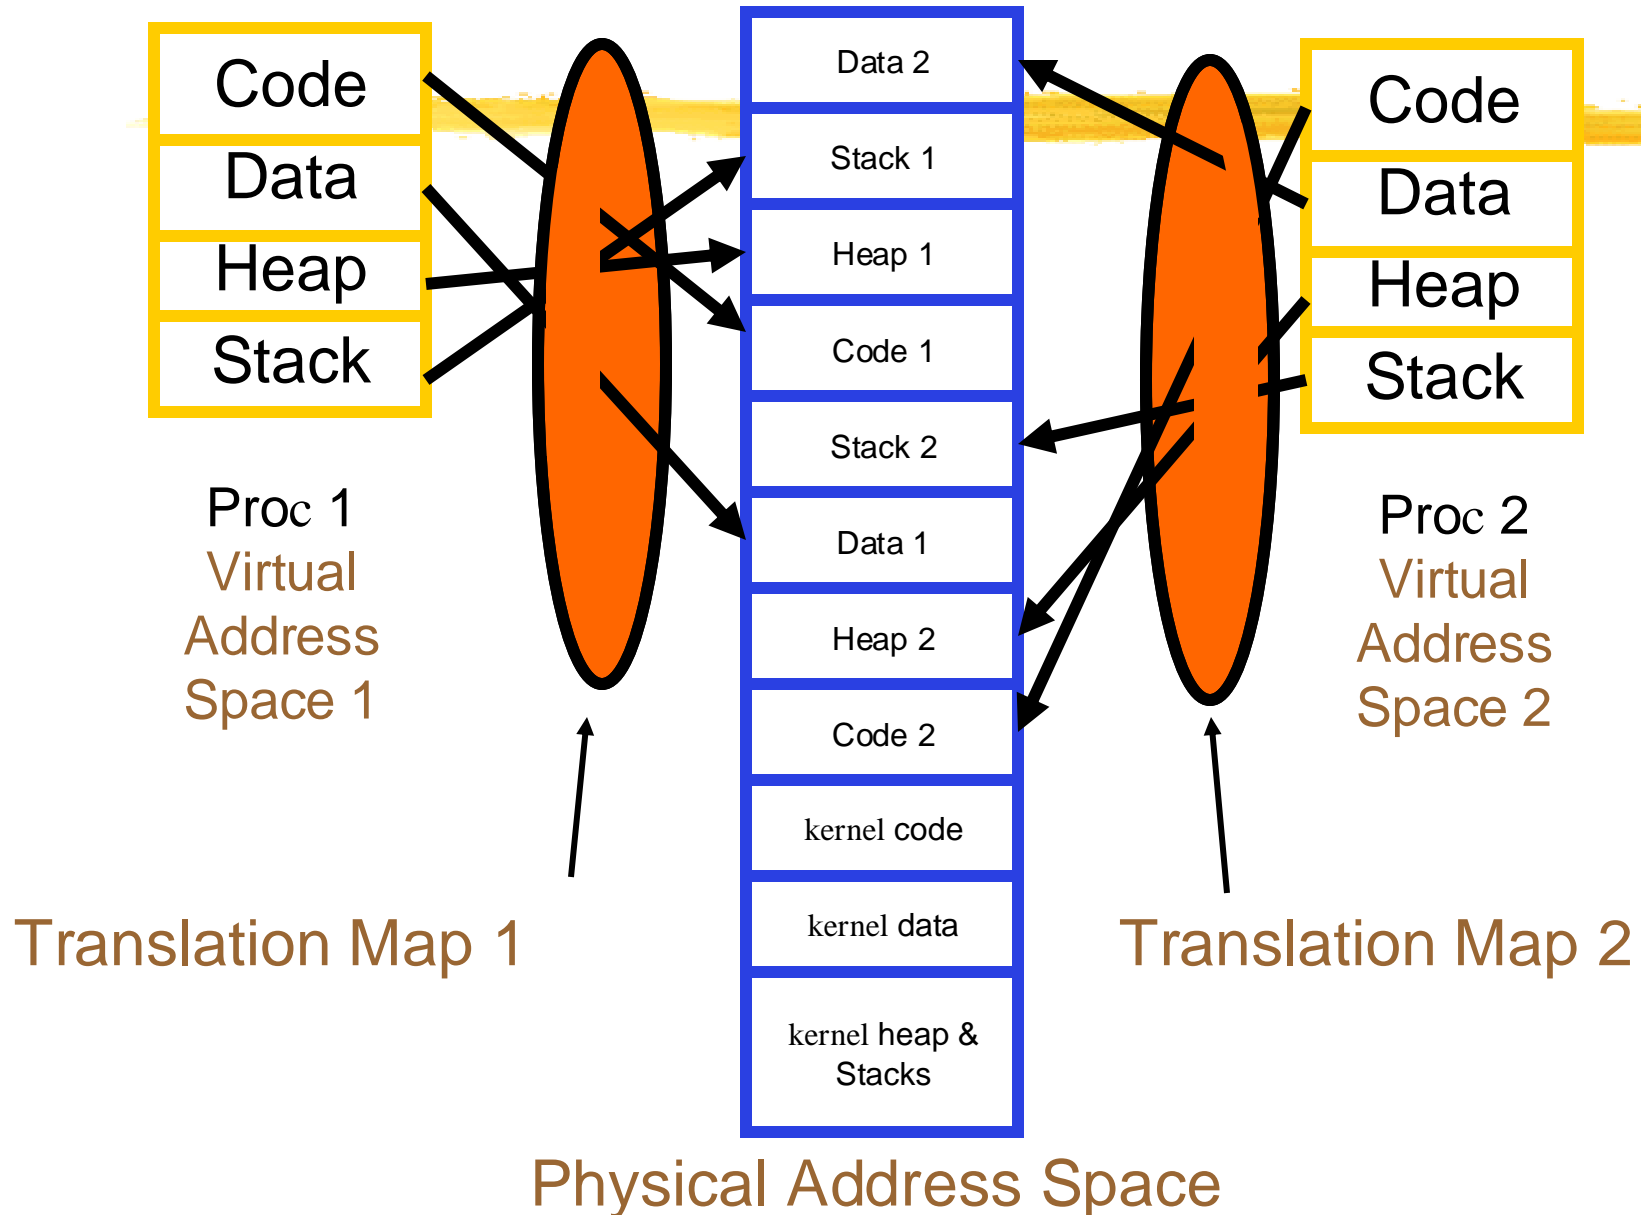 Code
Data
Heap
Stack
Proc 1
Virtual
Address
Space 1
Translation Map 1
Data 2
Stack 1
Heap 1
Code 1
Stack 2
Data 1
Heap 2
Code 2
kernel code
kernel data
kernel heap &
Stacks
Physical Address Space
Code
Data
Heap
Stack
Proc 2
Virtual
Address
Space 2
Translation Map 2